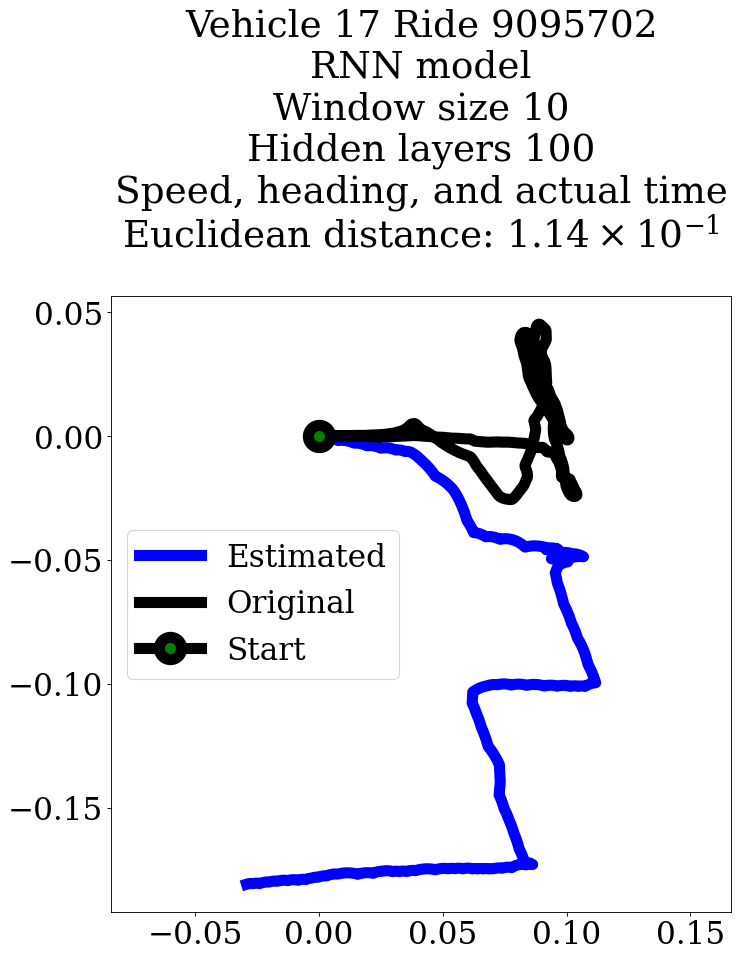 Vehicle 17 Ride 9095702
RNN model
Window size 10
Hidden layers 100
Speed, heading, and actual time
Euclidean distance: 1.14 × 10⁻¹
0.05
0.00
−0.05
−0.10
−0.15
Estimated
Original
Start
−0.05 0.00 0.05 0.10 0.15